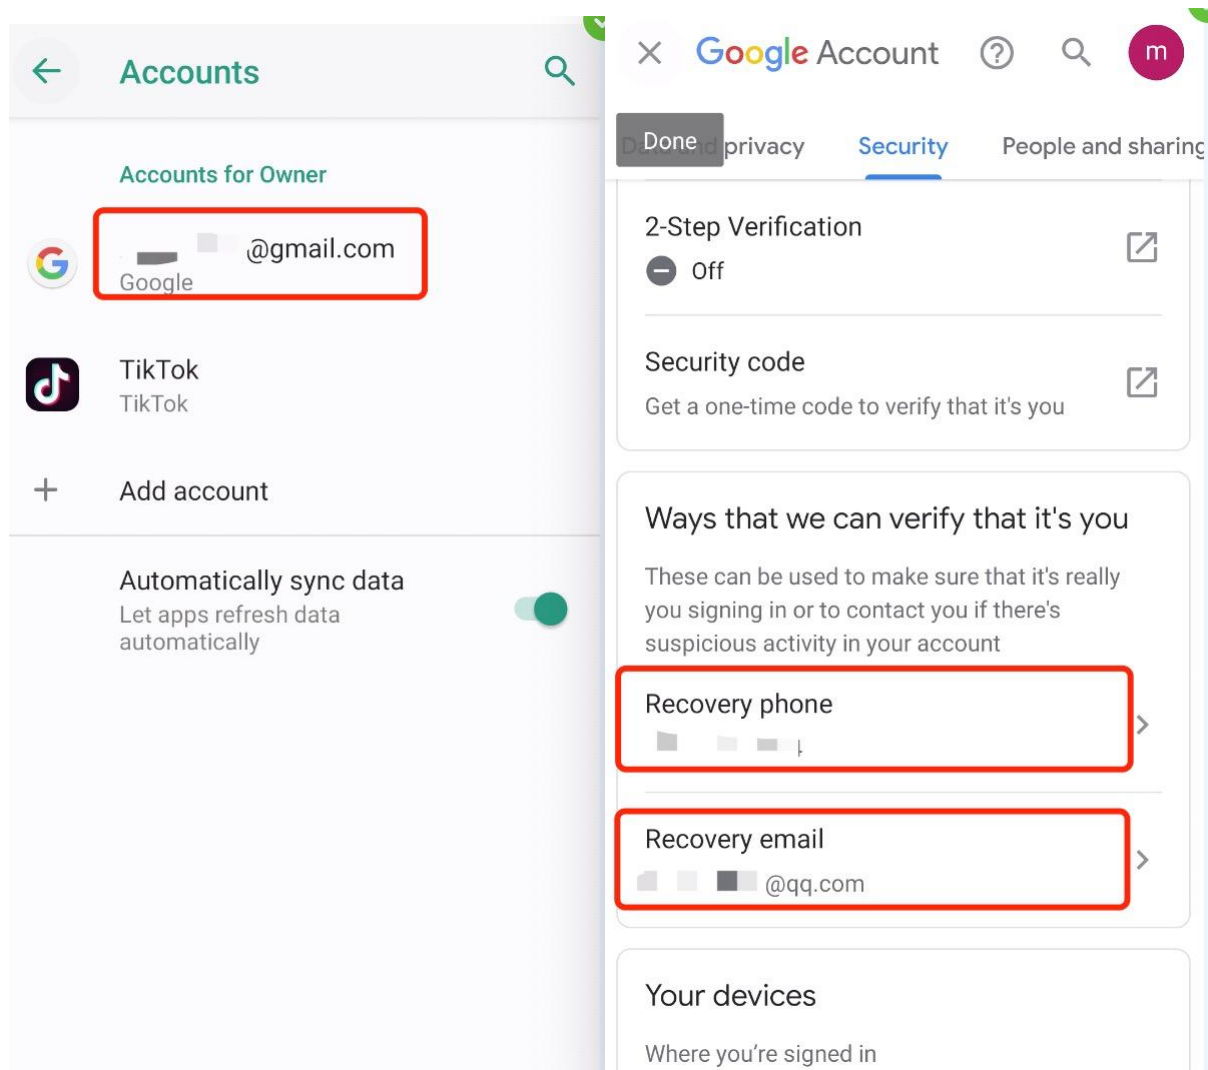 Accounts
Accounts for Owner
@gmail.com
Google
TikTok
TikTok
Add account
Automatically sync data
Let apps refresh data
automatically
Google Account
m
Done
privacy
Security
People and sharing
2-Step Verification
Off
Security code
Get a one-time code to verify that it's you
Ways that we can verify that it's you
These can be used to make sure that it's really
you signing in or to contact you if there's
suspicious activity in your account
Recovery phone
Recovery email
@qq.com
Your devices
Where you're signed in